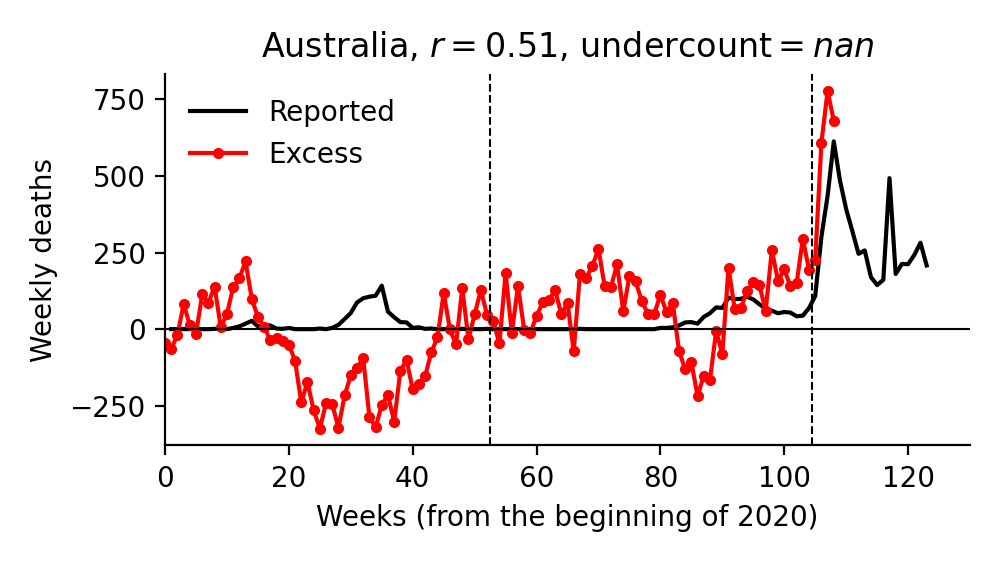 Australia, r = 0.51, undercount = nan
Reported
Excess
Weekly deaths
750
500
250
0
−250
0 20 40 60 80 100 120
Weeks (from the beginning of 2020)